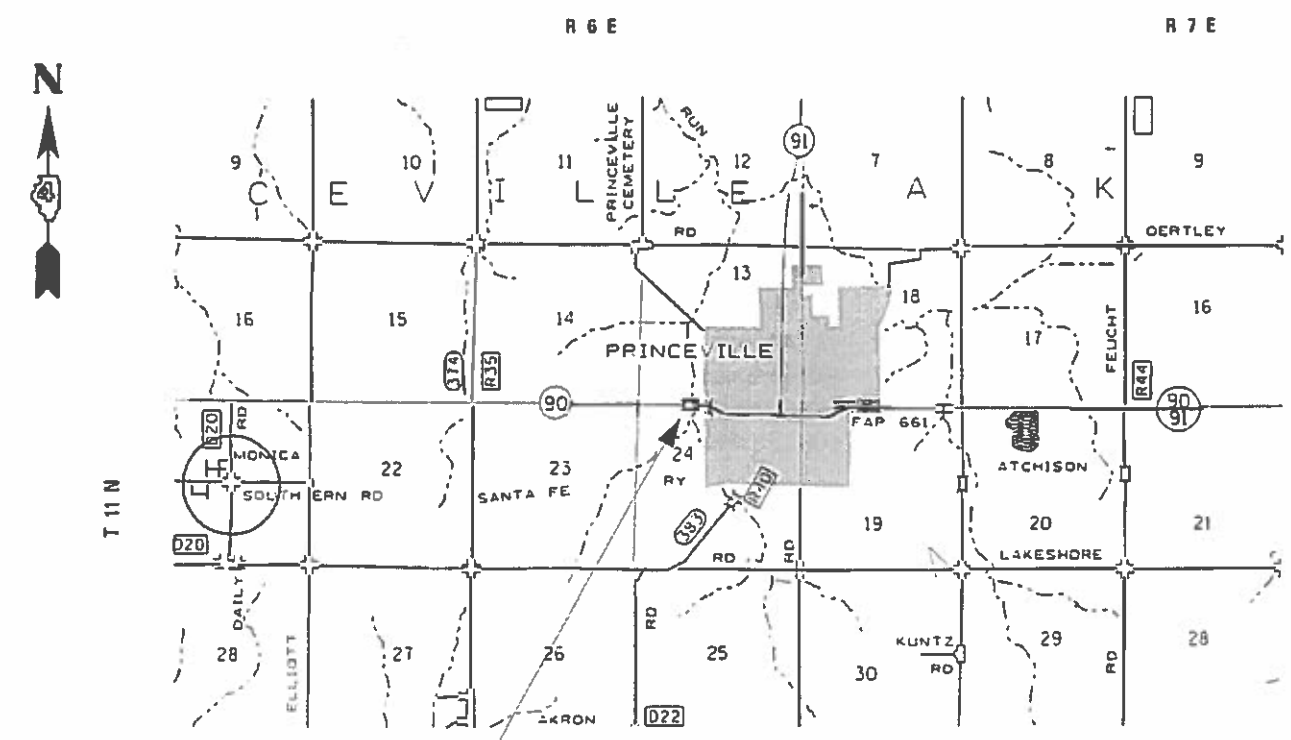 R 6 E
R 7 E
N
4
T 11 N
PRINCEVILLE
CEMETERY
RUN
91
9
10
11
12
7
8
9
C E V I L L E
A K
RD
OERTLEY
13
16
15
14
18
17
16
PRINCEVILLE
FEUCHT
374
R35
R44
90
90
91
FAP 661
D20
RD
MONICA
22
23
24
SOUTHERN RD
SANTA FE
RY
R40
ATCHISON
19
20
21
393
D20
RD
RD
LAKESHORE
DAILY
ELLIOTT
RD
28
27
26
25
30
KUNTZ
RD
29
RD
28
AKRON
D22